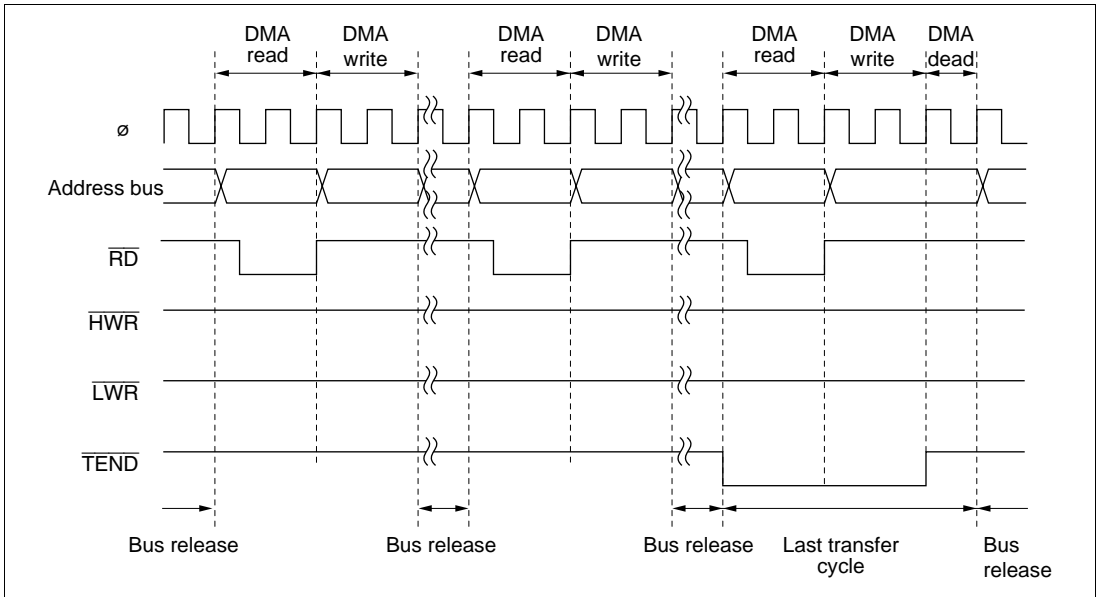 DMA read
DMA write
DMA read
DMA write
DMA read
DMA write
DMA dead
ø
Address bus
RD
HWR
LWR
TEND
Bus release
Bus release
Bus release
Last transfer cycle
Bus release